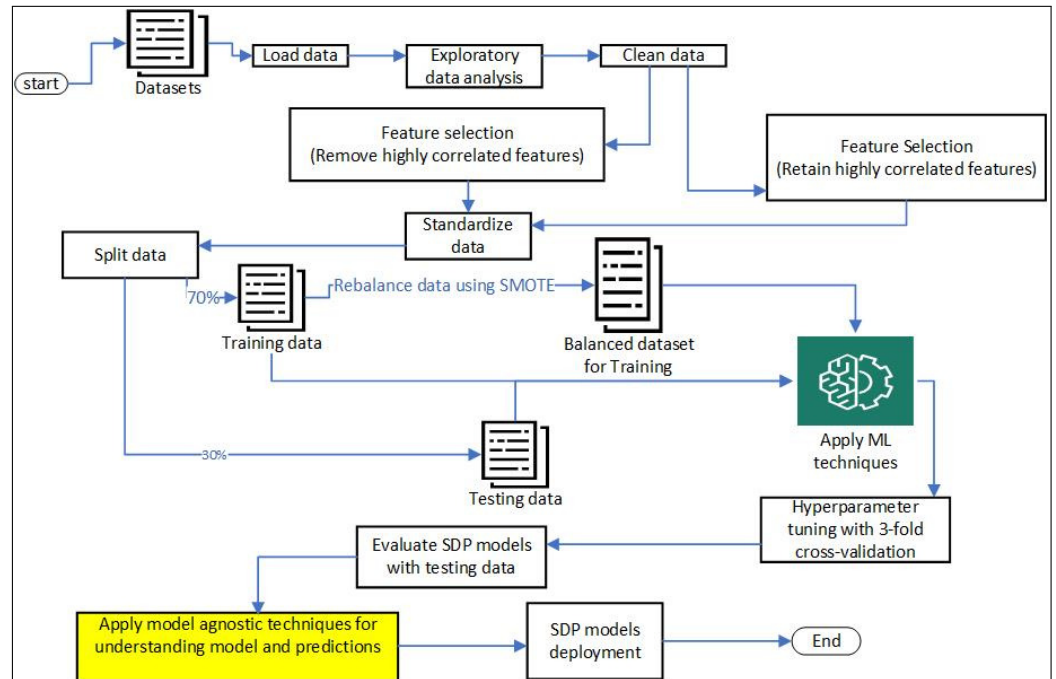 start
Datasets
Load data
Exploratory
data analysis
Clean data
Feature selection
(Remove highly correlated features)
Feature Selection
(Retain highly correlated features)
Standardize
data
Split data
70%
Training data
Rebalance data using SMOTE
Balanced dataset
for Training
30%
Testing data
Apply ML
techniques
Hyperparameter
tuning with 3-fold
cross-validation
Evaluate SDP models
with testing data
Apply model agnostic techniques for
understanding model and predictions
SDP models
deployment
End